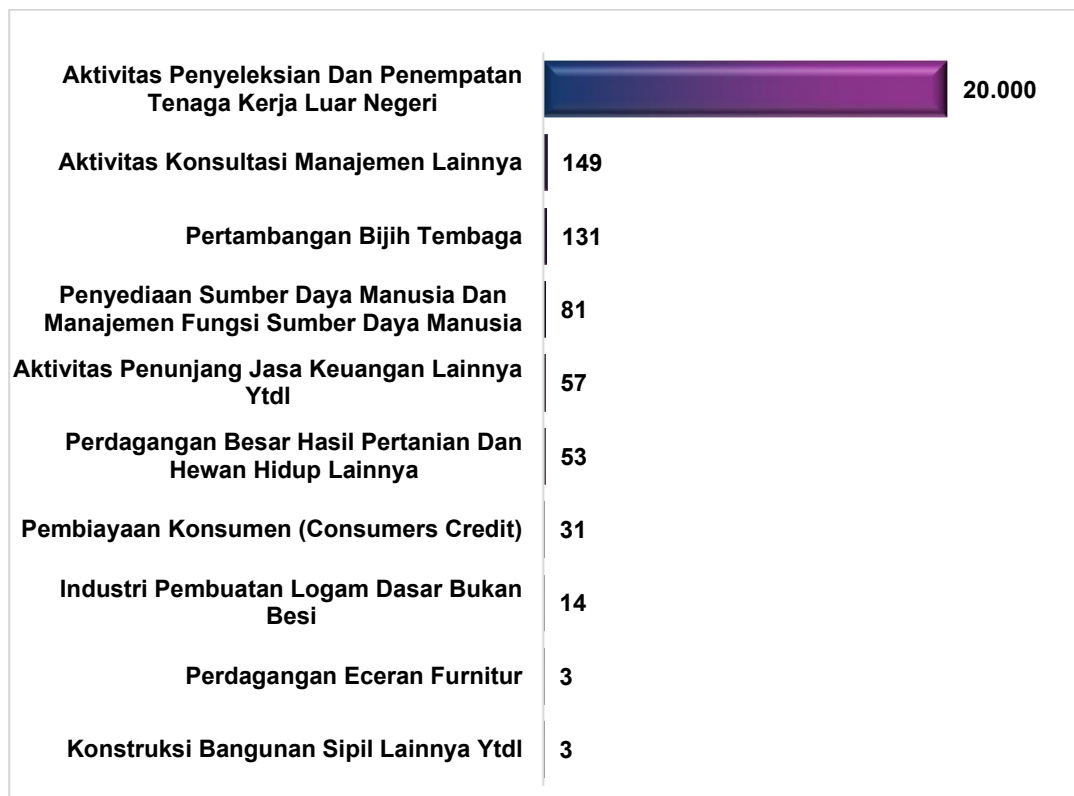 Aktivitas Penyeleksian Dan Penempatan
Tenaga Kerja Luar Negeri
20.000
Aktivitas Konsultasi Manajemen Lainnya
149
Pertambangan Bijih Tembaga
131
Penyediaan Sumber Daya Manusia Dan
Manajemen Fungsi Sumber Daya Manusia
81
Aktivitas Penunjang Jasa Keuangan Lainnya
Ytdl
57
Perdagangan Besar Hasil Pertanian Dan
Hewan Hidup Lainnya
53
Pembiayaan Konsumen (Consumers Credit)
31
Industri Pembuatan Logam Dasar Bukan
Besi
14
Perdagangan Eceran Furnitur
3
Konstruksi Bangunan Sipil Lainnya Ytdl
3